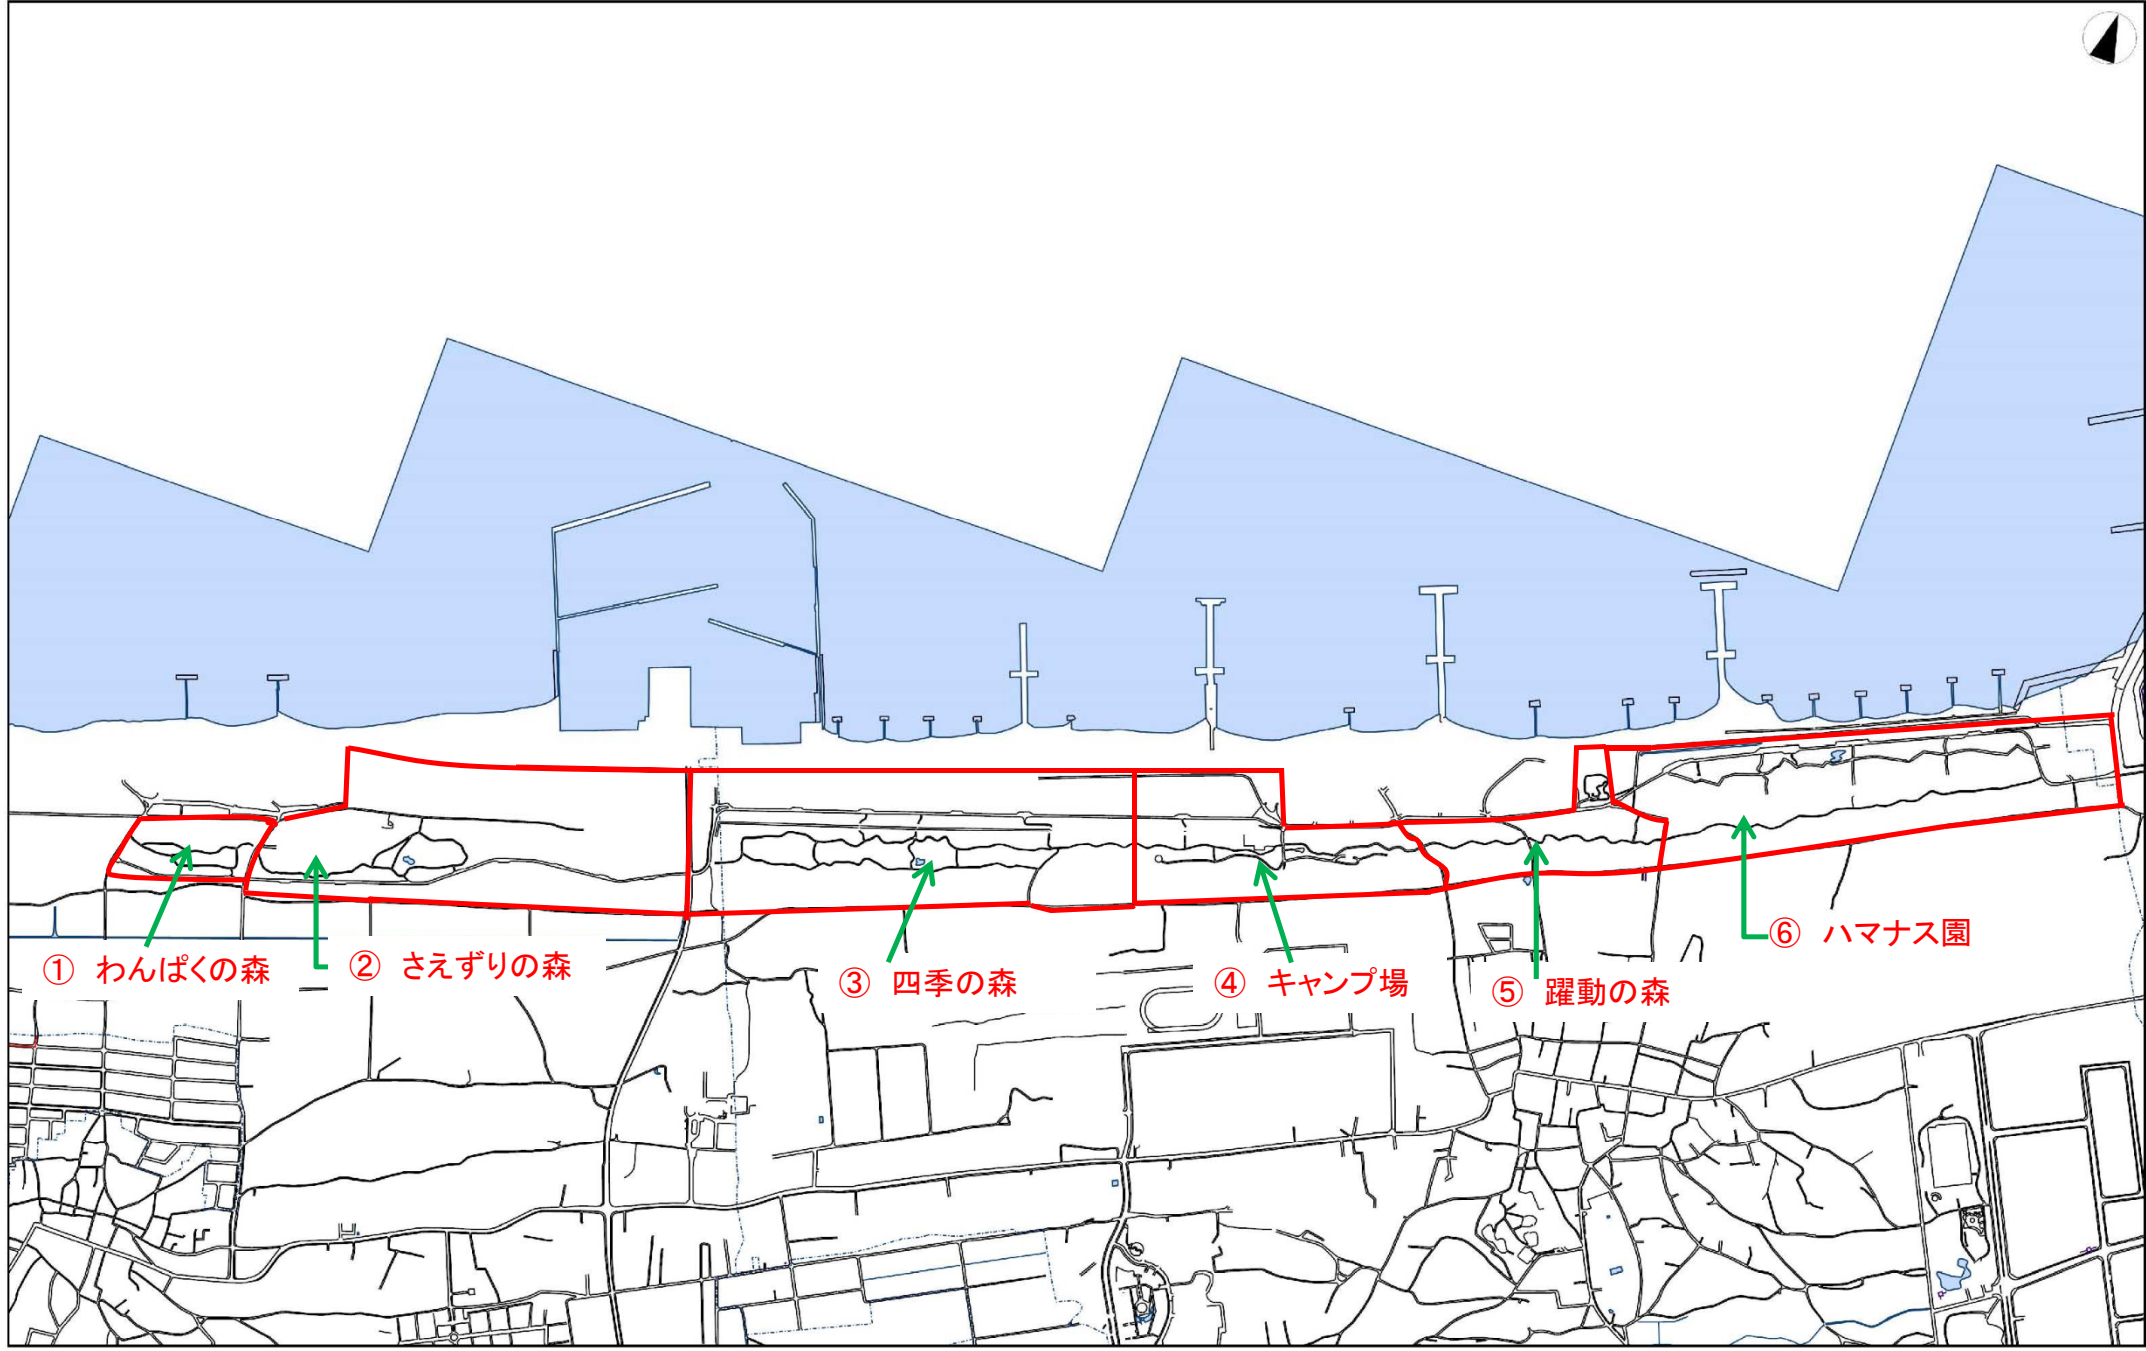 ① わんぱくの森
② さえずりの森
③ 四季の森
④ キャンプ場
⑤ 躍動の森
⑥ ハマナス園